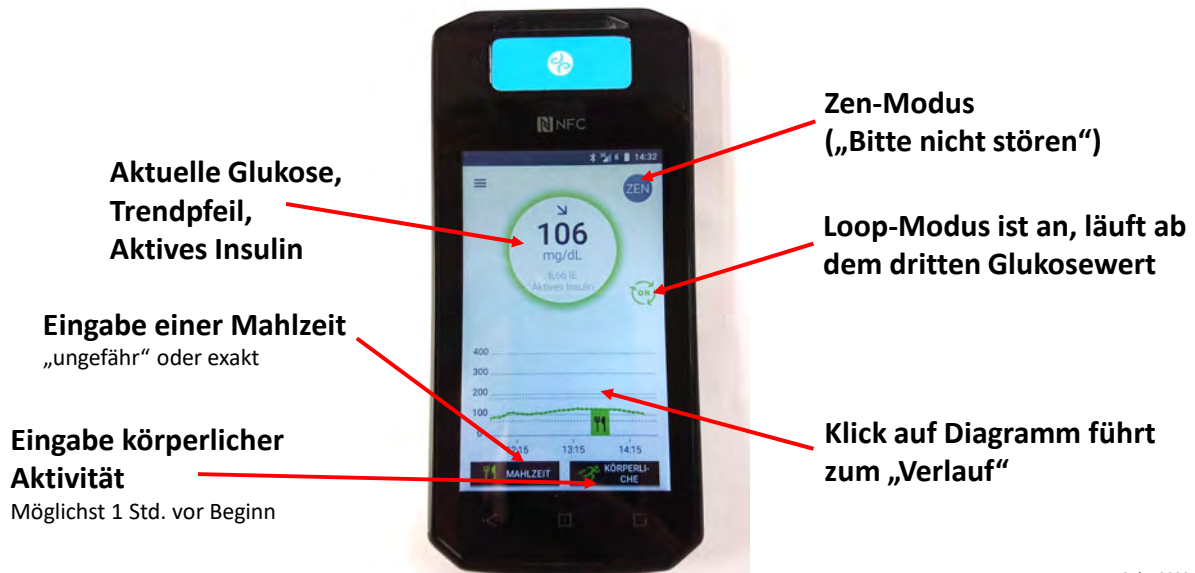 Zen-Modus
(„Bitte nicht stören“)
Aktuelle Glukose,
Trendpfeil,
Aktives Insulin
Loop-Modus ist an, läuft ab
dem dritten Glukosewert
Eingabe einer Mahlzeit
„ungefähr“ oder exakt
Klick auf Diagramm führt
zum „Verlauf“
Eingabe körperlicher
Aktivität
Möglichst 1 Std. vor Beginn
NFC
14:32
ZEN
106
mg/dL
6,66 IE
Aktives Insulin
ON
400
300
200
100
0
12:15 13:15 14:15
MAHLZEIT
KÖRPERLI-
CHE